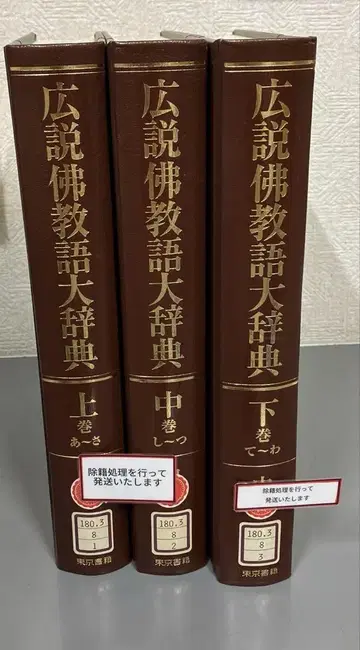 広説佛教語大辞典
上
巻
あ〜さ
除籍処理を行って
発送いたします
180.3
8
1
東京書籍
広説佛教語大辞典
中
巻
し〜つ
180.3
8
2
東京書籍
広説佛教語大辞典
下
巻
て〜わ
除籍処理を行って
発送いたします
180.3
8
3
東京書籍